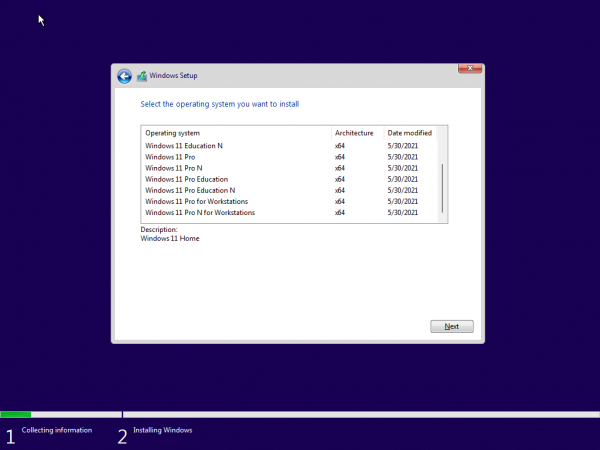 Windows Setup
Select the operating system you want to install
Operating system Architecture Date modified
Windows 11 Education N x64 5/30/2021
Windows 11 Pro x64 5/30/2021
Windows 11 Pro N x64 5/30/2021
Windows 11 Pro Education x64 5/30/2021
Windows 11 Pro Education N x64 5/30/2021
Windows 11 Pro for Workstations x64 5/30/2021
Windows 11 Pro N for Workstations x64 5/30/2021
Description:
Windows 11 Home
Next
1 Collecting information 2 Installing Windows